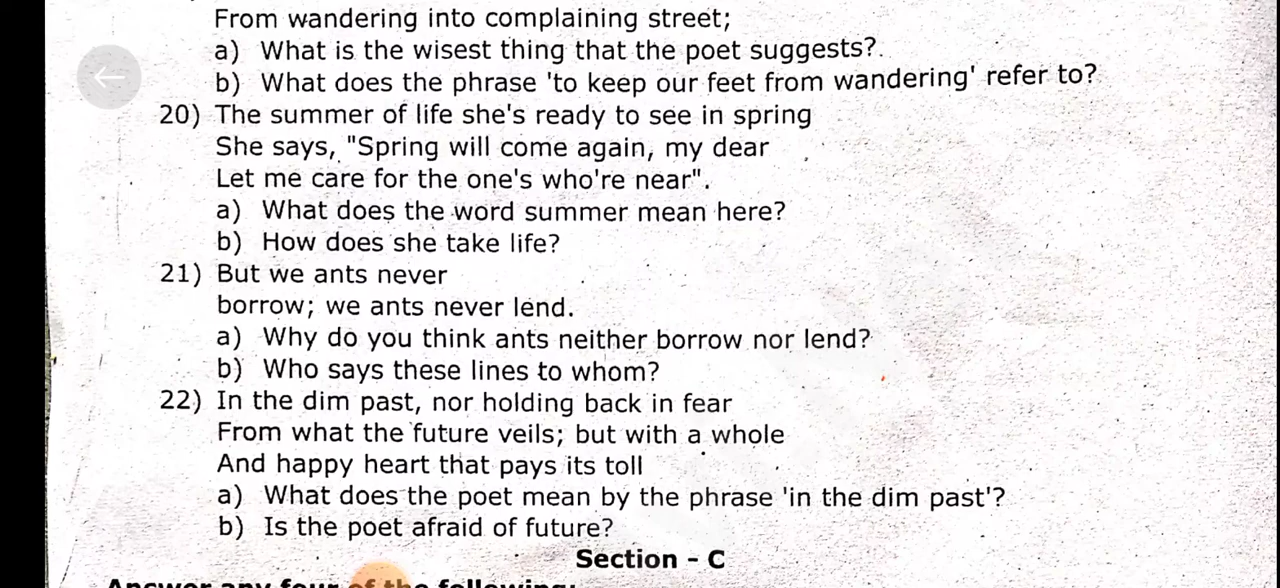 From wandering into complaining street;
a) What is the wisest thing that the poet suggests?.
b) What does the phrase 'to keep our feet from wandering' refer to?
20) The summer of life she's ready to see in spring
She says, "Spring will come again, my dear
Let me care for the one's who're near".
a) What does the word summer mean here?
b) How does she take life?
21) But we ants never
borrow; we ants never lend.
a) Why do you think ants neither borrow nor lend?
b) Who says these lines to whom?
22) In the dim past, nor holding back in fear
From what the future veils; but with a whole
And happy heart that pays its toll
a) What does the poet mean by the phrase 'in the dim past'?
b) Is the poet afraid of future?
Section - C
Answer any four of the following: